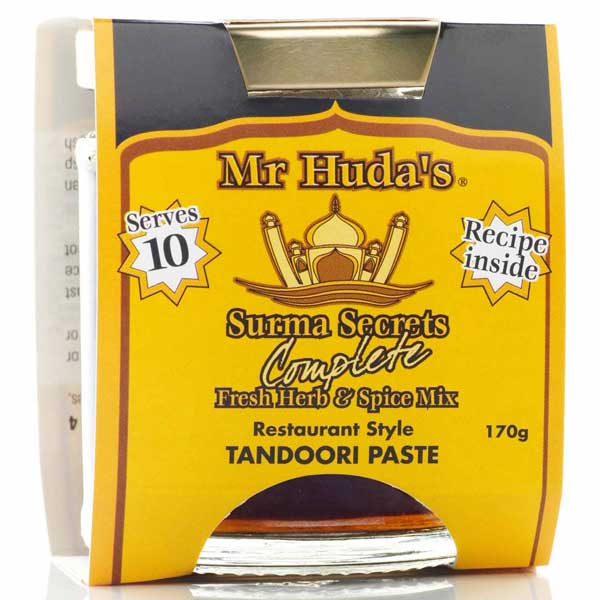 Mr Huda's®
Serves
10
Recipe
inside
Surma Secrets
Complete
Fresh Herb & Spice Mix
Restaurant Style
170g
TANDOORI PASTE